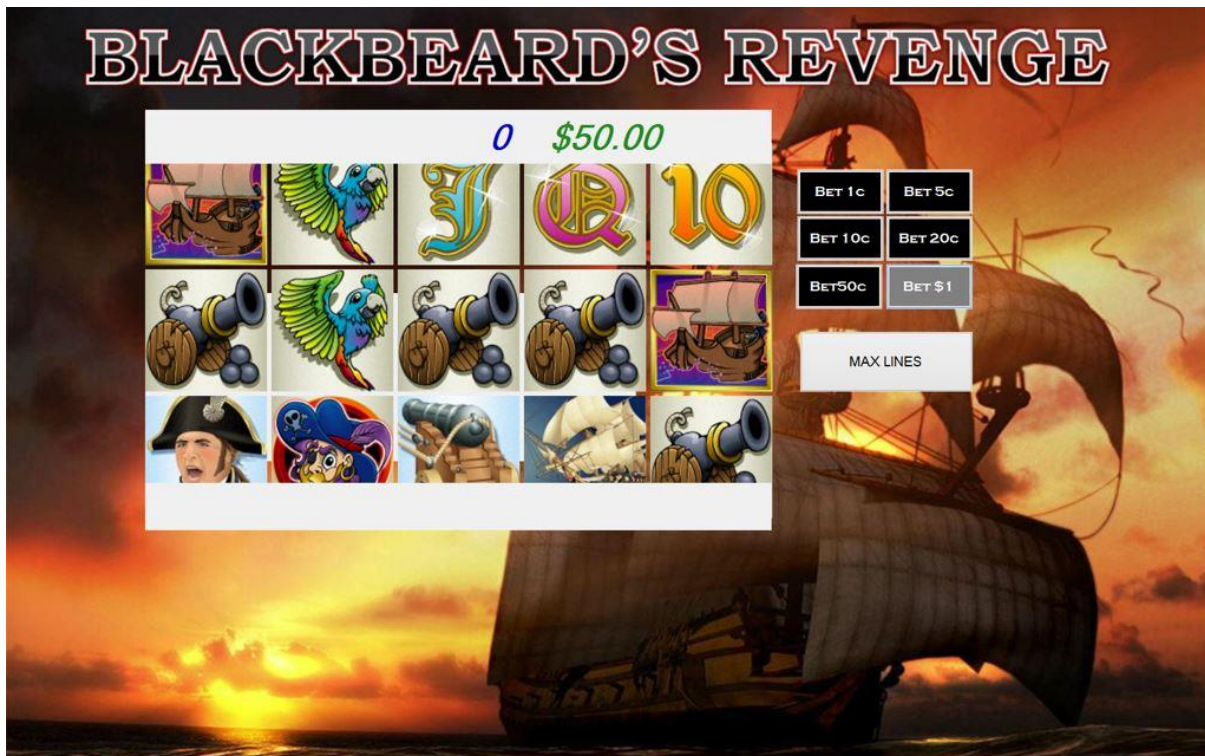 BLACKBEARD'S REVENGE
0 $50.00
J Q 10
BET 1C BET 5C
BET 10C BET 20C
BET50C BET $1
MAX LINES